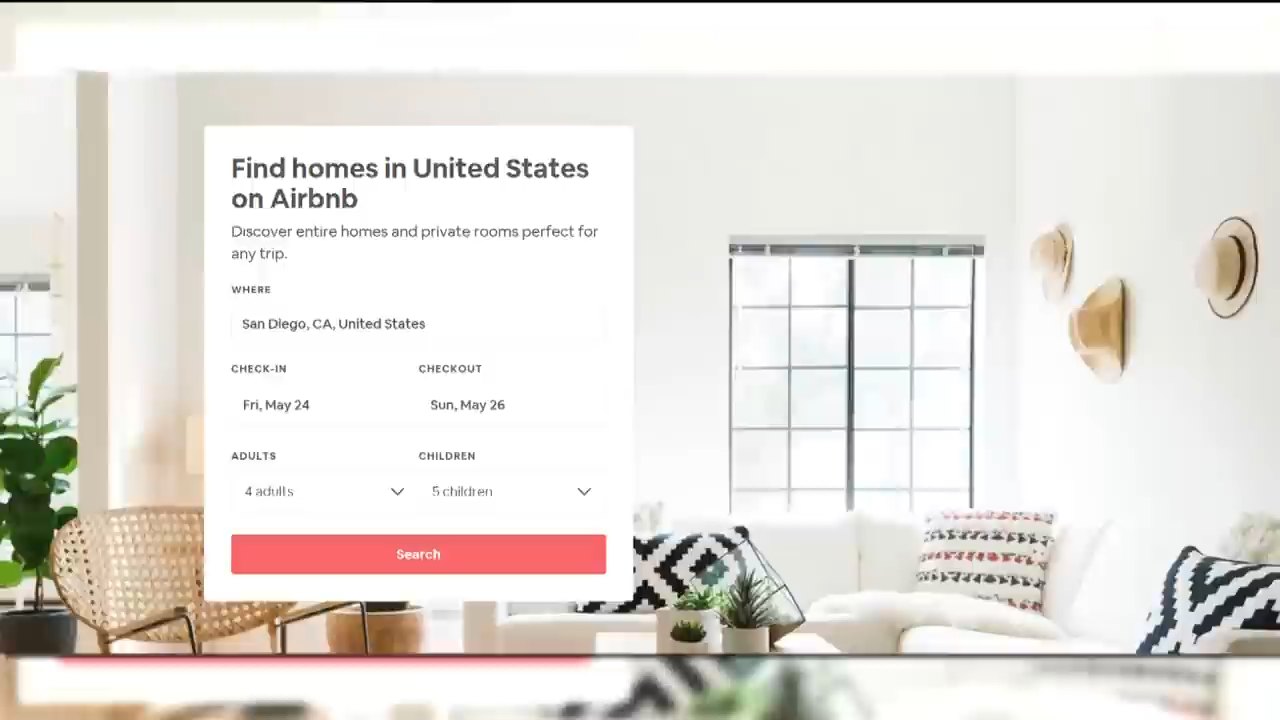 Find homes in United States
on Airbnb
Discover entire homes and private rooms perfect for
any trip.
WHERE
San Diego, CA, United States
CHECK-IN CHECKOUT
Fri, May 24 Sun, May 26
ADULTS CHILDREN
4 adults 5 children
Search